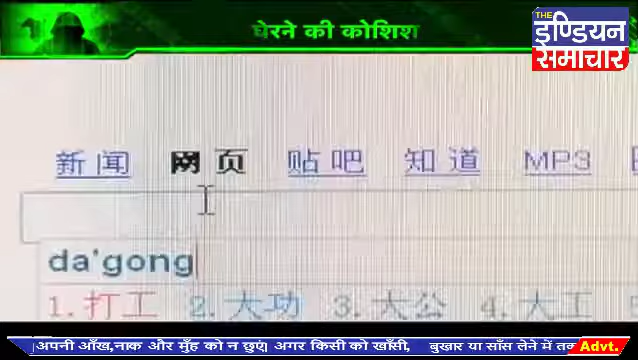 घेरने की कोशिश
THE
इण्डियन
समाचार
新闻 网页 贴吧 知道 MP3
da'gong
1. 打工 2. 大功 3. 大公 4. 大工
अपनी आँख,नाक और मुँह को न छुएं। अगर किसी को खाँसी, बुखार या साँस लेने में तक
Advt.